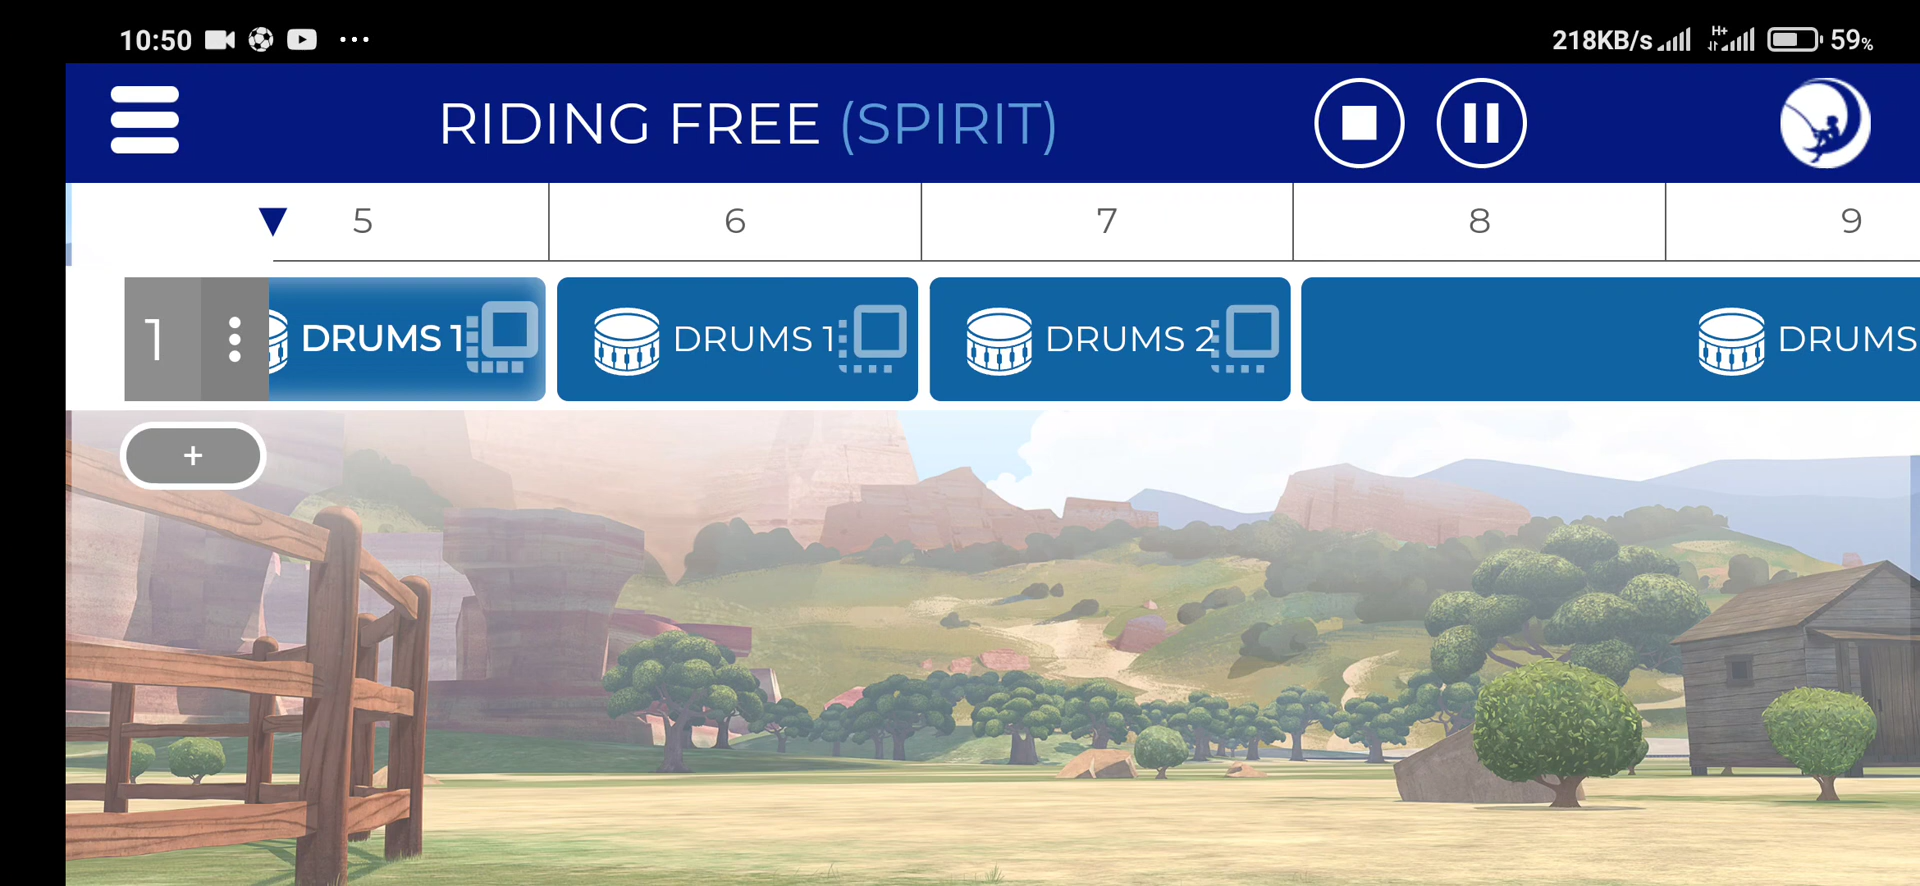 10:50 218KB/s H+ 59%
RIDING FREE (SPIRIT)
5 6 7 8 9
1 DRUMS 1 DRUMS 1 DRUMS 2 DRUMS
+